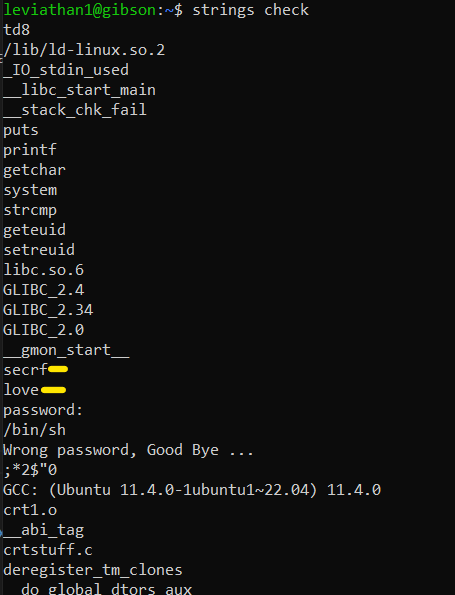 leviathan1@gibson:~$ strings check
td8
/lib/ld-linux.so.2
_IO_stdin_used
__libc_start_main
__stack_chk_fail
puts
printf
getchar
system
strcmp
geteuid
setreuid
libc.so.6
GLIBC_2.4
GLIBC_2.34
GLIBC_2.0
__gmon_start__
secrf
love
password:
/bin/sh
Wrong password, Good Bye ...
;*2$"0
GCC: (Ubuntu 11.4.0-1ubuntu1~22.04) 11.4.0
crt1.o
__abi_tag
crtstuff.c
deregister_tm_clones
__do_global_dtors_aux